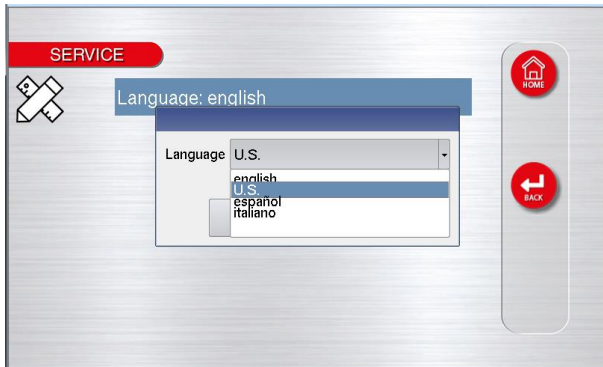 SERVICE
HOME
Language: english
Language U.S.
english
U.S.
español
italiano
BACK